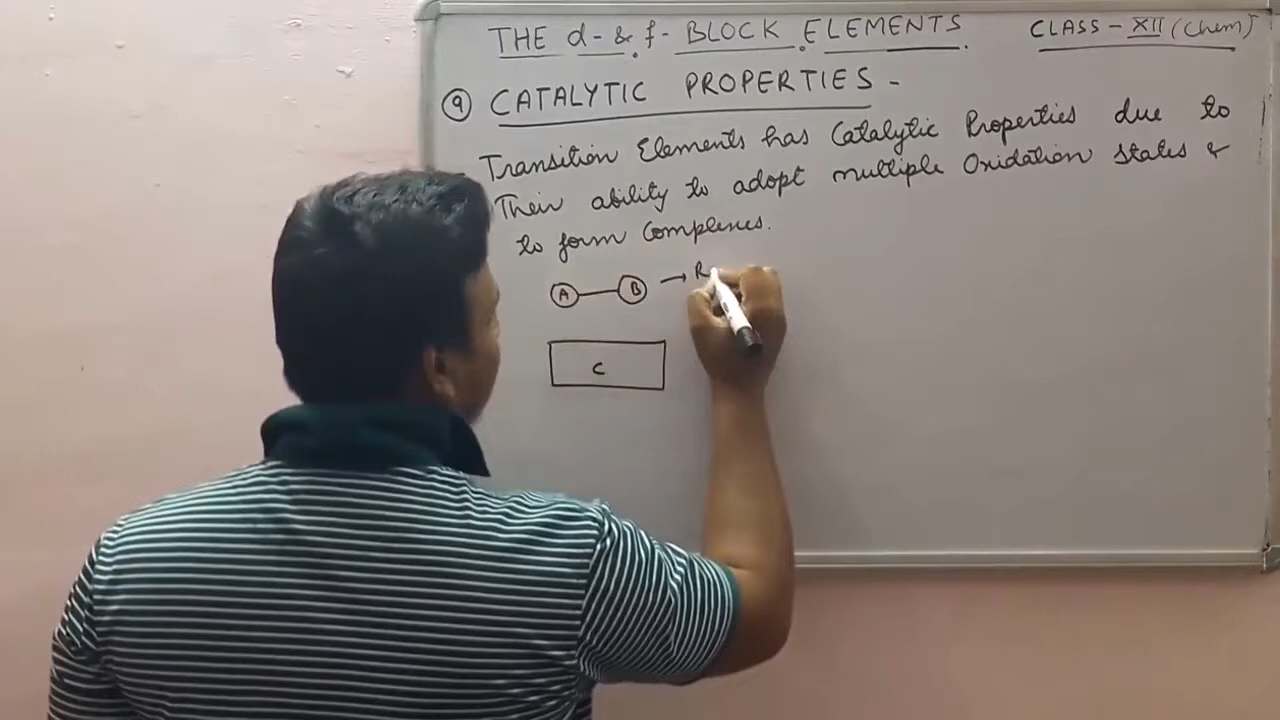 THE d- & f- BLOCK ELEMENTS.
CLASS - XII (Chem)
9 CATALYTIC PROPERTIES -
Transition Elements has Catalytic Properties due to
Their ability to adopt multiple Oxidation states &
to form Complexes.
A — B → R
C